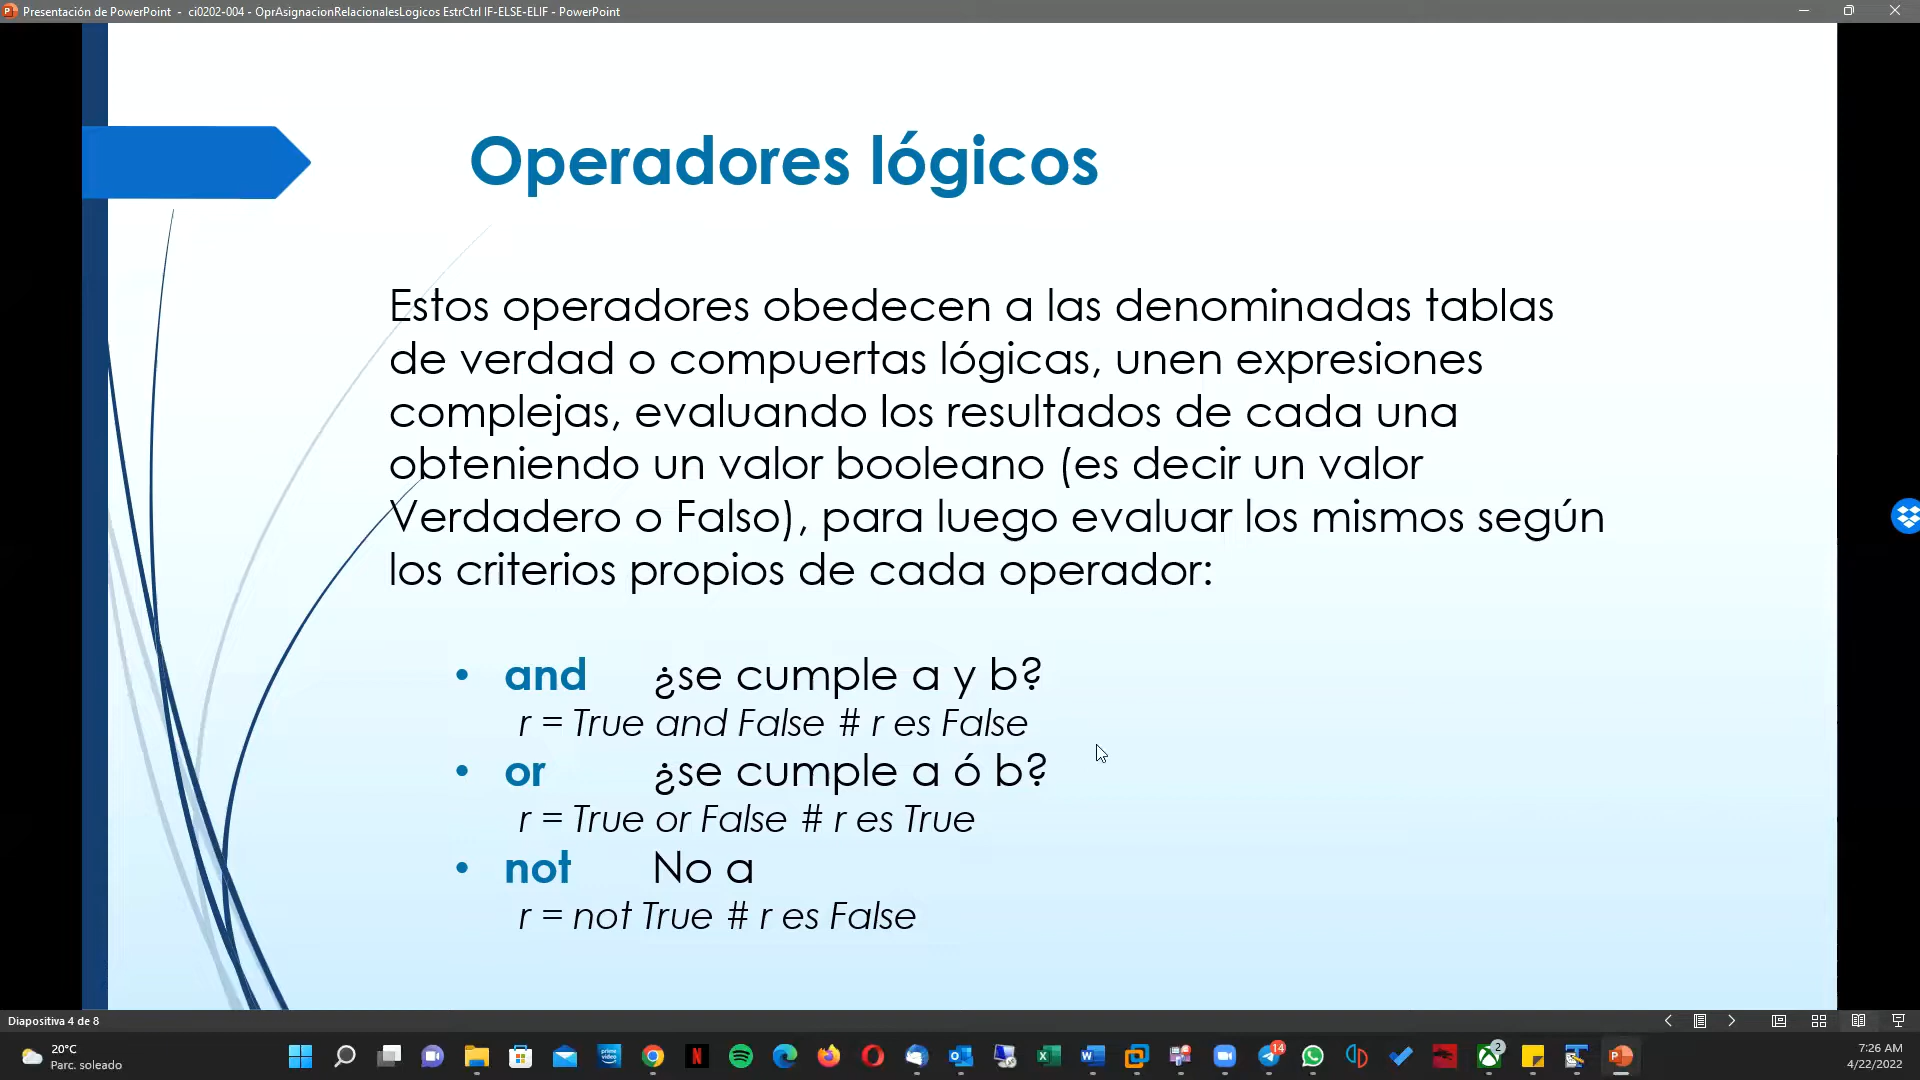 Presentación de PowerPoint - ci0202-004 - OprAsignacionRelacionalesLogicos EstrCtrl IF-ELSE-ELIF - PowerPoint
Operadores lógicos
Estos operadores obedecen a las denominadas tablas
de verdad o compuertas lógicas, unen expresiones
complejas, evaluando los resultados de cada una
obteniendo un valor booleano (es decir un valor
Verdadero o Falso), para luego evaluar los mismos según
los criterios propios de cada operador:
• and ¿se cumple a y b?
r = True and False # r es False
• or ¿se cumple a ó b?
r = True or False # r es True
• not No a
r = not True # r es False
Diapositiva 4 de 8
20°C
Parc. soleado
14
2
7:26 AM
4/22/2022